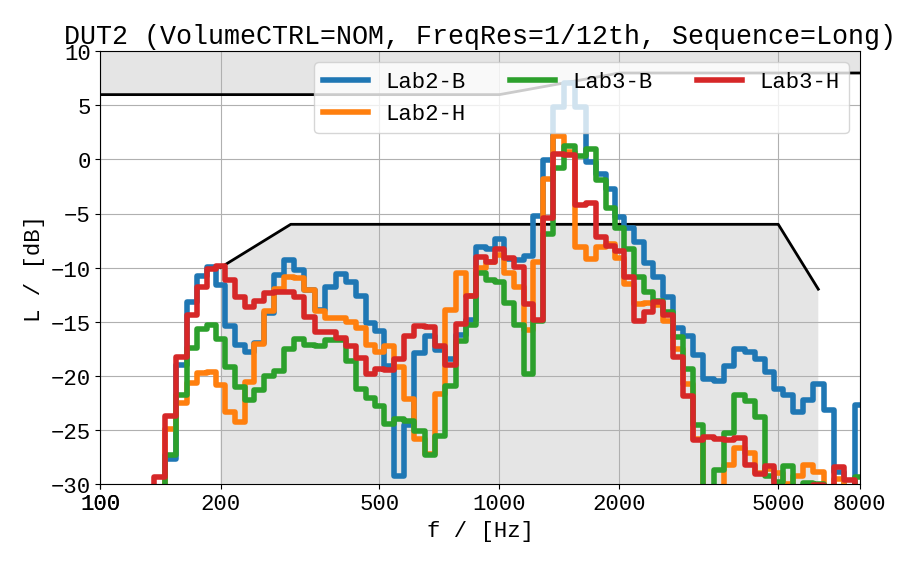 DUT2 (VolumeCTRL=NOM, FreqRes=1/12th, Sequence=Long)
Lab2-B Lab3-B Lab3-H
Lab2-H
10
5
0
−5
−10
−15
−20
−25
−30
L / [dB]
100 200 500 1000 2000 5000 8000
f / [Hz]